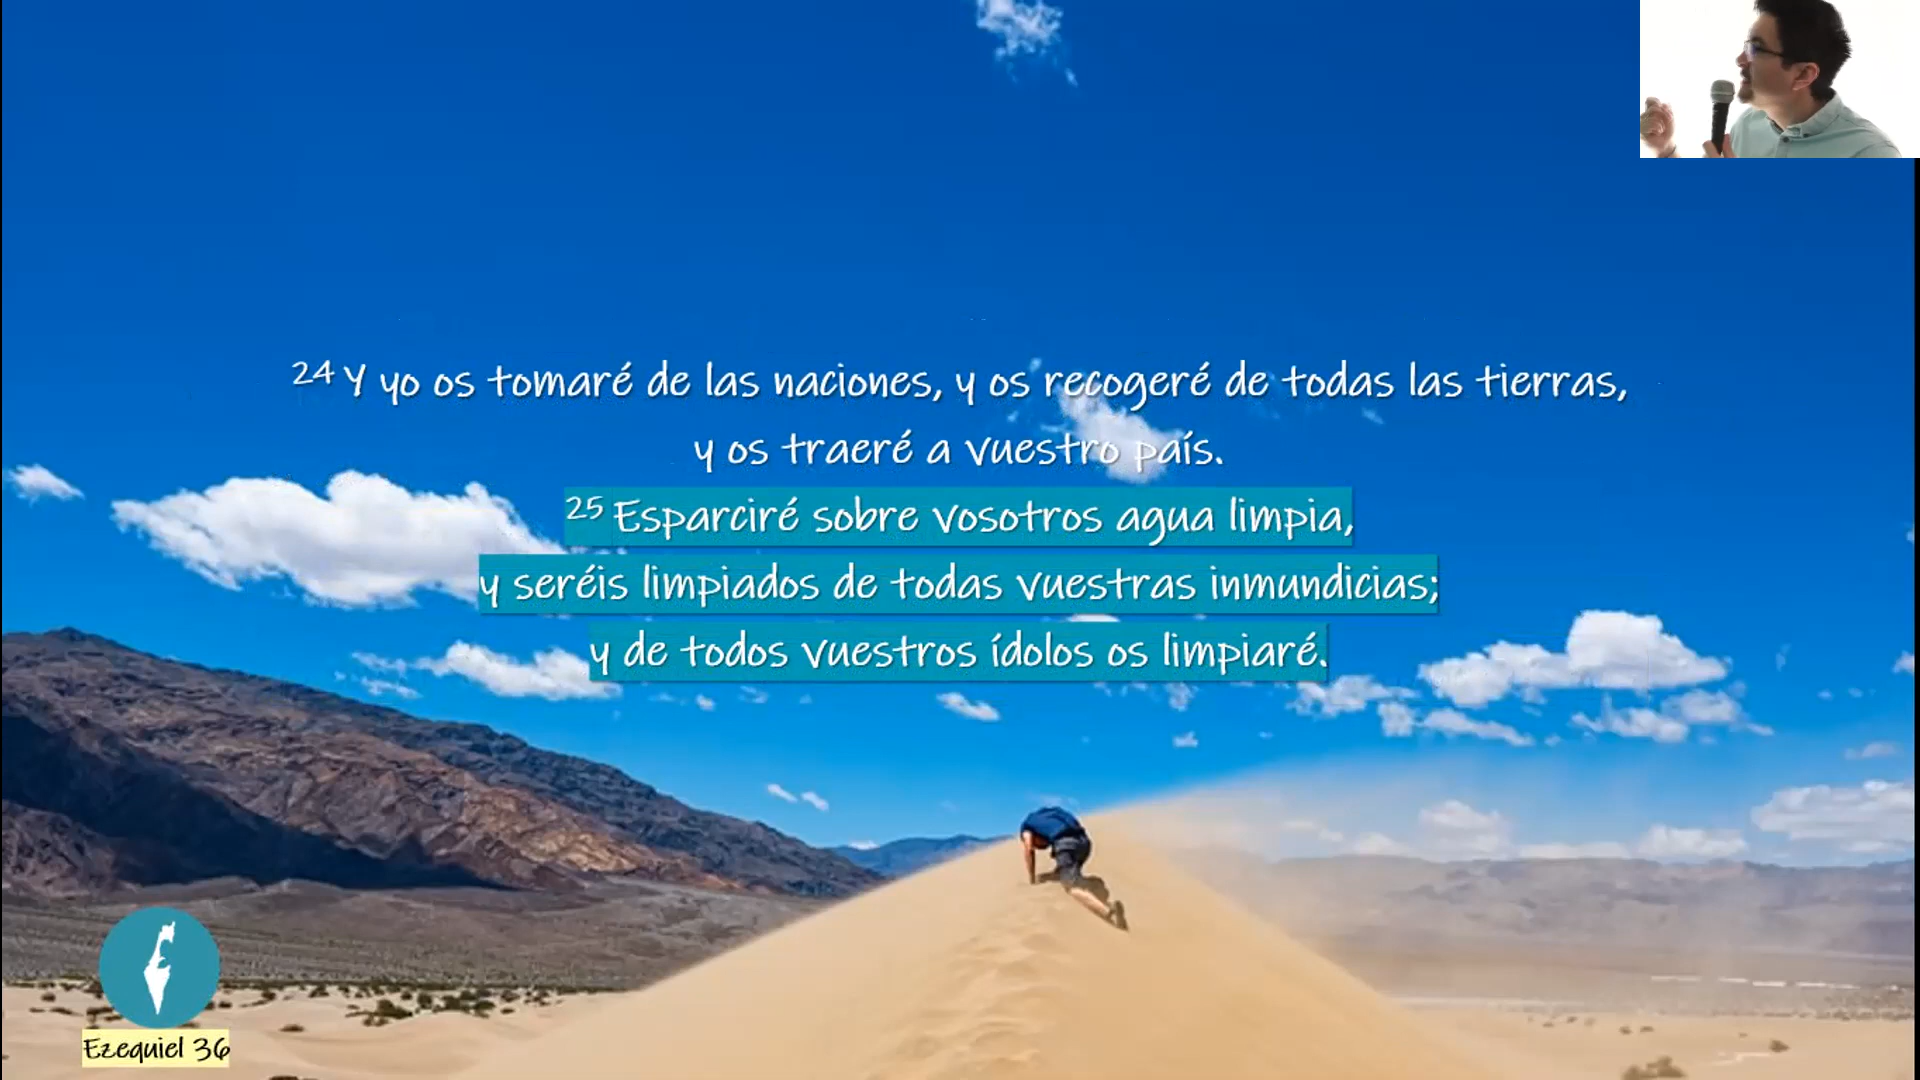 24 Y yo os tomaré de las naciones, y os recogeré de todas las tierras,
y os traeré a vuestro país.
25 Esparciré sobre vosotros agua limpia,
y seréis limpiados de todas vuestras inmundicias;
y de todos vuestros ídolos os limpiaré.
Ezequiel 36